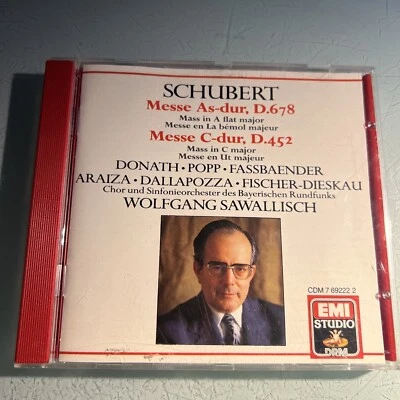 SCHUBERT
Messe As-dur, D.678
Mass in A flat major
Messe en La bémol majeur
Messe C-dur, D.452
Mass in C major
Messe en Ut majeur
DONATH • POPP • FASSBAENDER
ARAIZA • DALLAPOZZA • FISCHER-DIESKAU
Chor und Sinfonieorchester des Bayerischen Rundfunks
WOLFGANG SAWALLISCH
CDM 7 69222 2
EMI
STUDIO
DRM